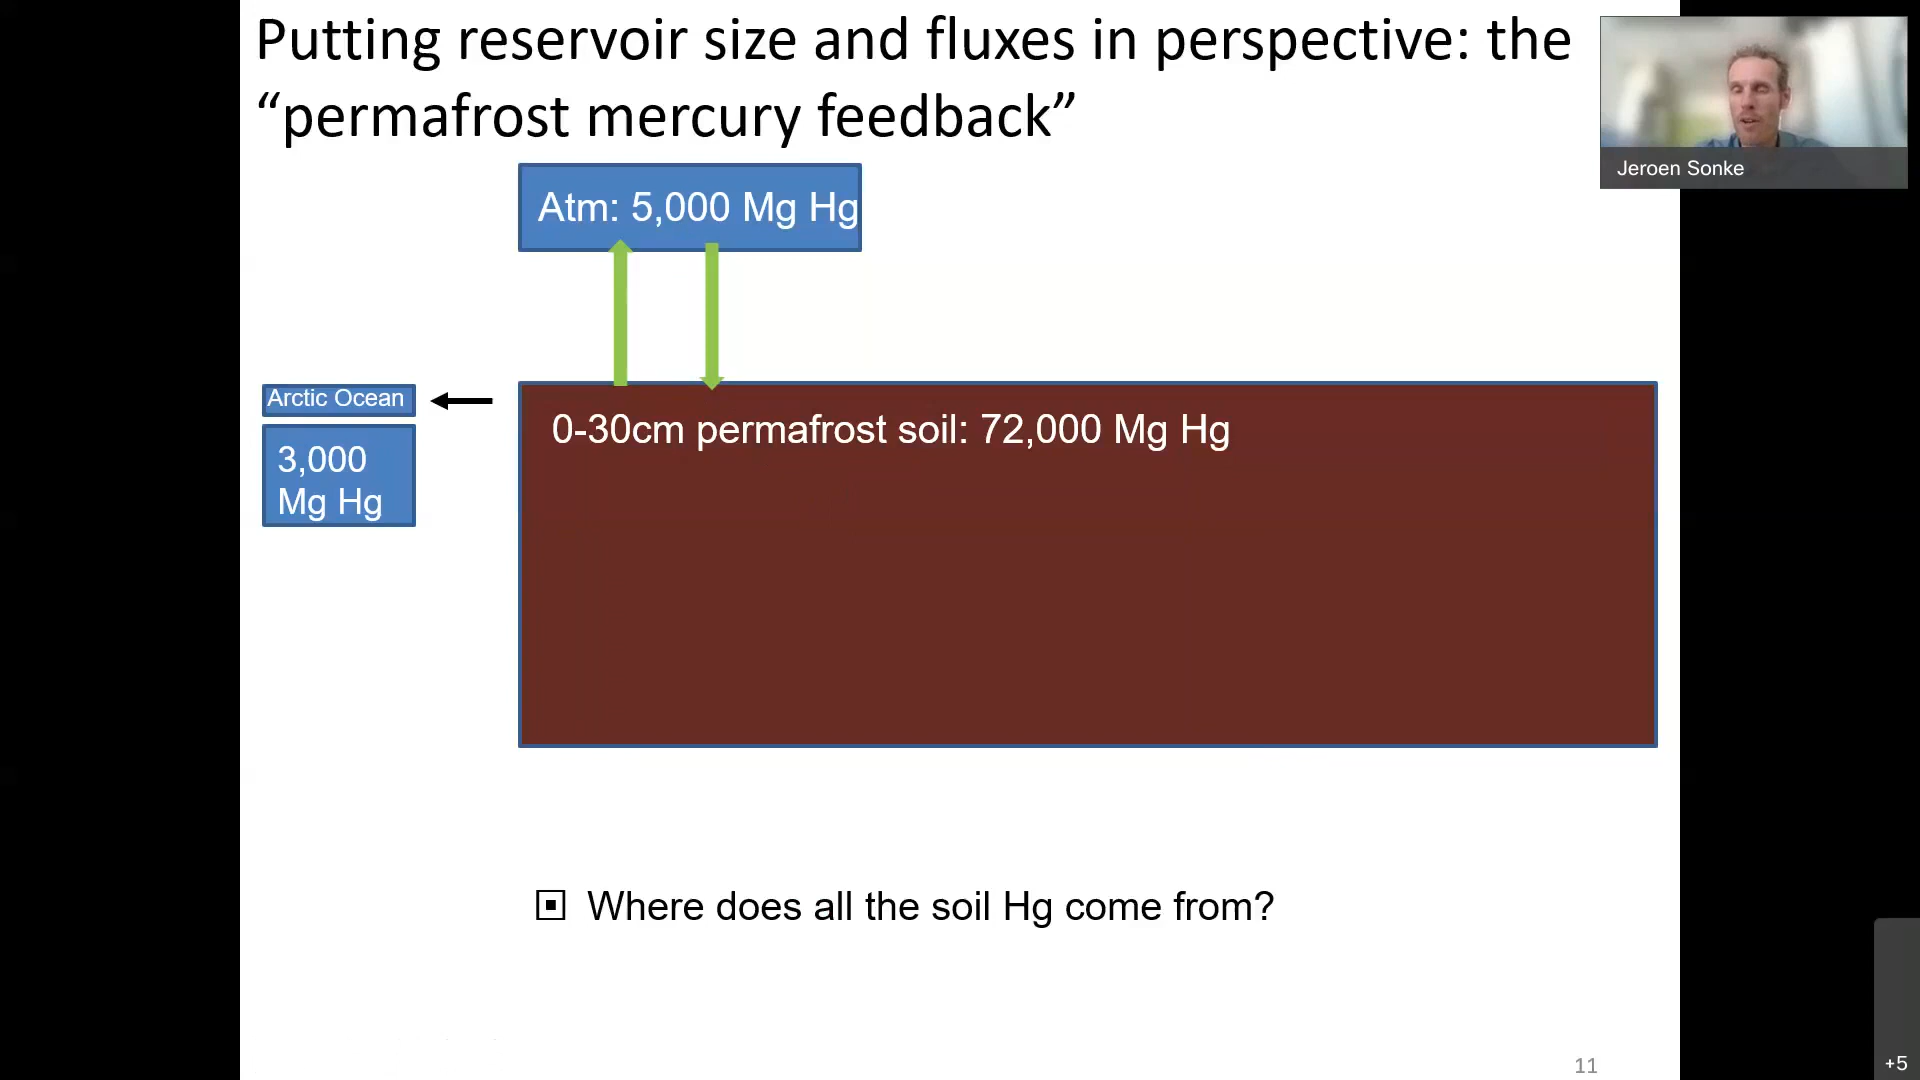 Putting reservoir size and fluxes in perspective: the
“permafrost mercury feedback”
Jeroen Sonke
Atm: 5,000 Mg Hg
Arctic Ocean
3,000
Mg Hg
0-30cm permafrost soil: 72,000 Mg Hg
Where does all the soil Hg come from?
11
+5